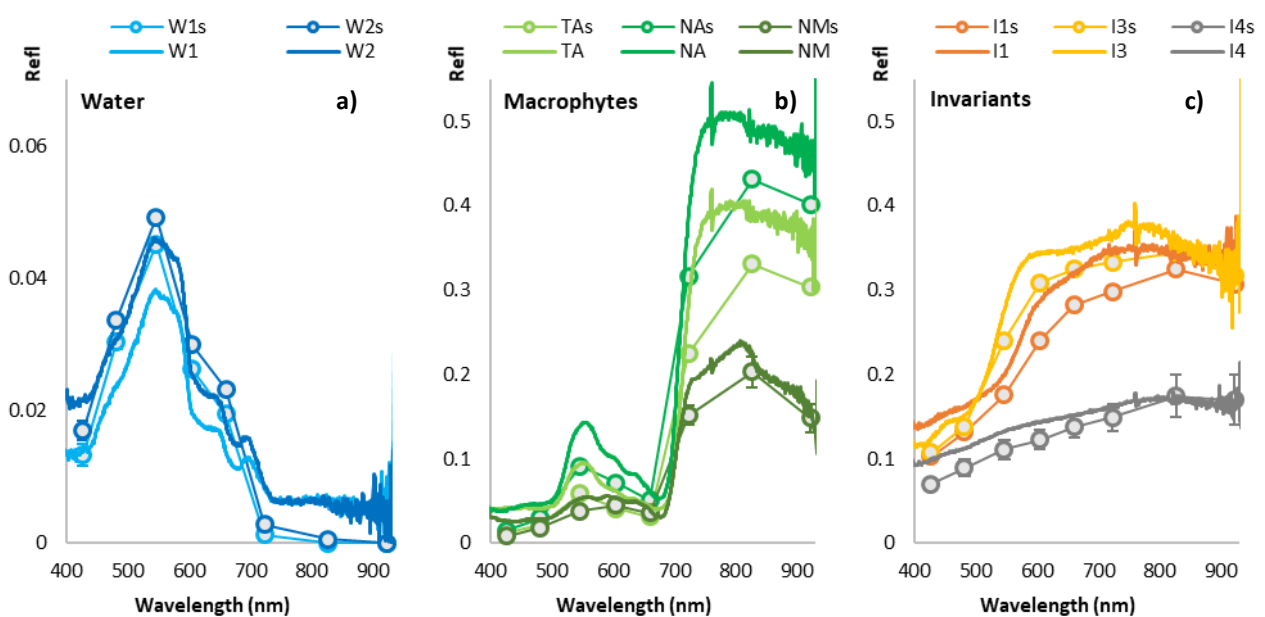 W1s W2s
W1 W2
Refl
Water a)
0.06
0.04
0.02
0
400 500 600 700 800 900
Wavelength (nm)
TAs NAs NMs
TA NA NM
Refl
Macrophytes b)
0.5
0.4
0.3
0.2
0.1
0
400 500 600 700 800 900
Wavelength (nm)
I1s I3s I4s
I1 I3 I4
Refl
Invariants c)
0.5
0.4
0.3
0.2
0.1
0
400 500 600 700 800 900
Wavelength (nm)